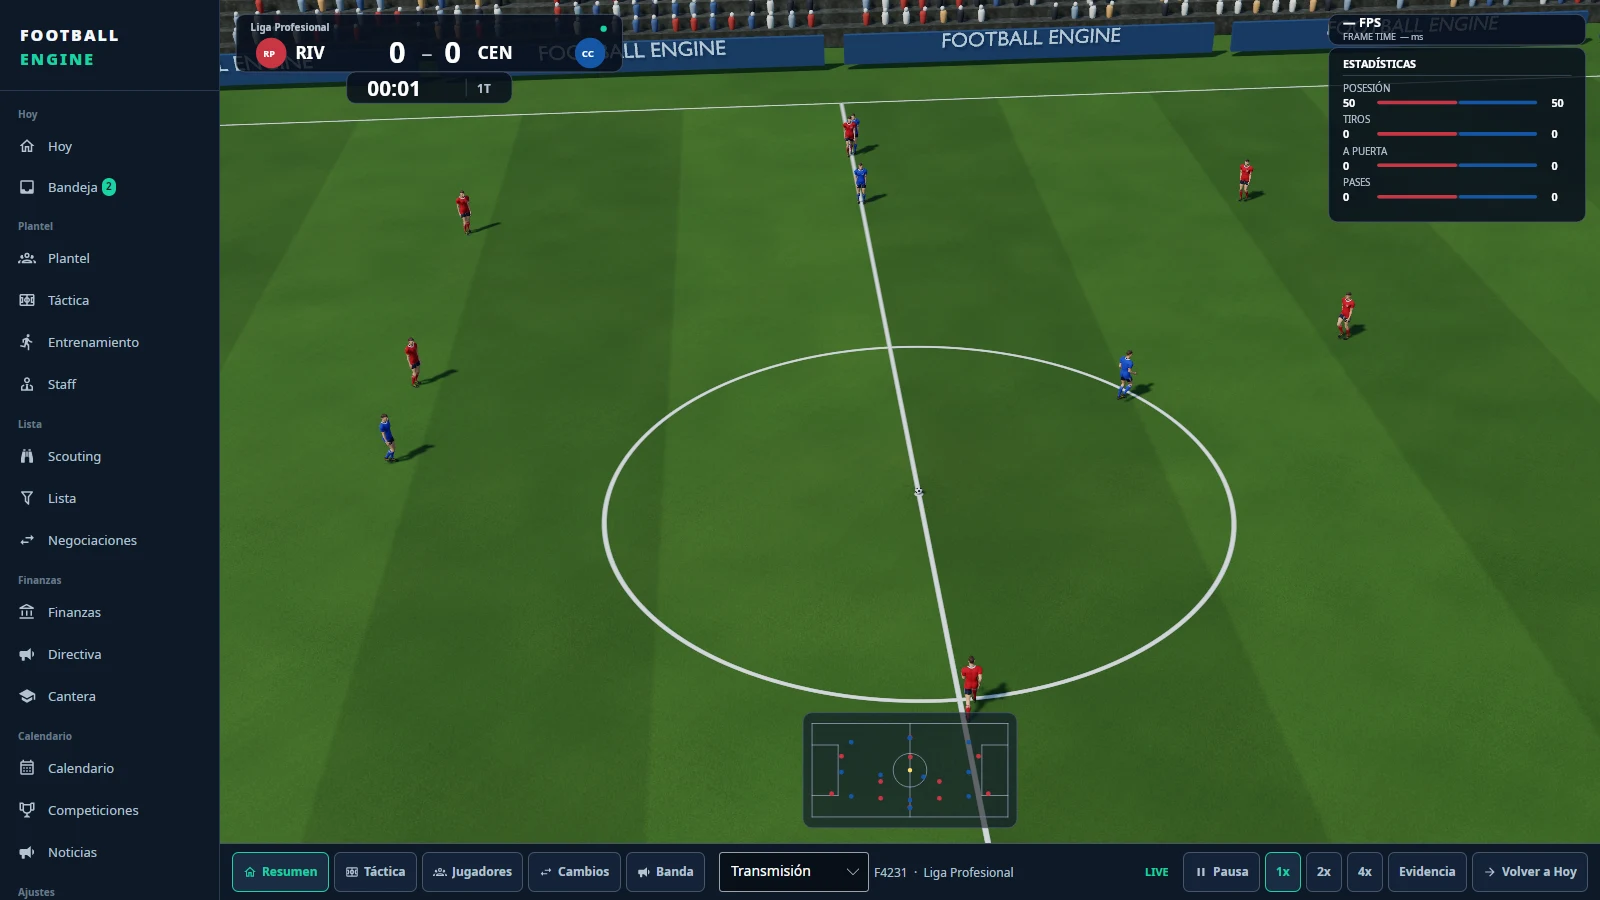 FOOTBALL
ENGINE
Hoy
Hoy
Bandeja 2
Plantel
Plantel
Táctica
Entrenamiento
Staff
Lista
Scouting
Lista
Negociaciones
Finanzas
Finanzas
Directiva
Cantera
Calendario
Calendario
Competiciones
Noticias
Ajustes
Liga Profesional
RP RIV 0 – 0 CEN CC
00:01 1T
FOOTBALL ENGINE
FOOTBALL ENGINE
FOOTBALL ENGINE
— FPS
FRAME TIME — ms
ESTADÍSTICAS
POSESIÓN
50 50
TIROS
0 0
A PUERTA
0 0
PASES
0 0
Resumen
Táctica
Jugadores
Cambios
Banda
Transmisión
F4231 · Liga Profesional
LIVE
Pausa
1x
2x
4x
Evidencia
Volver a Hoy